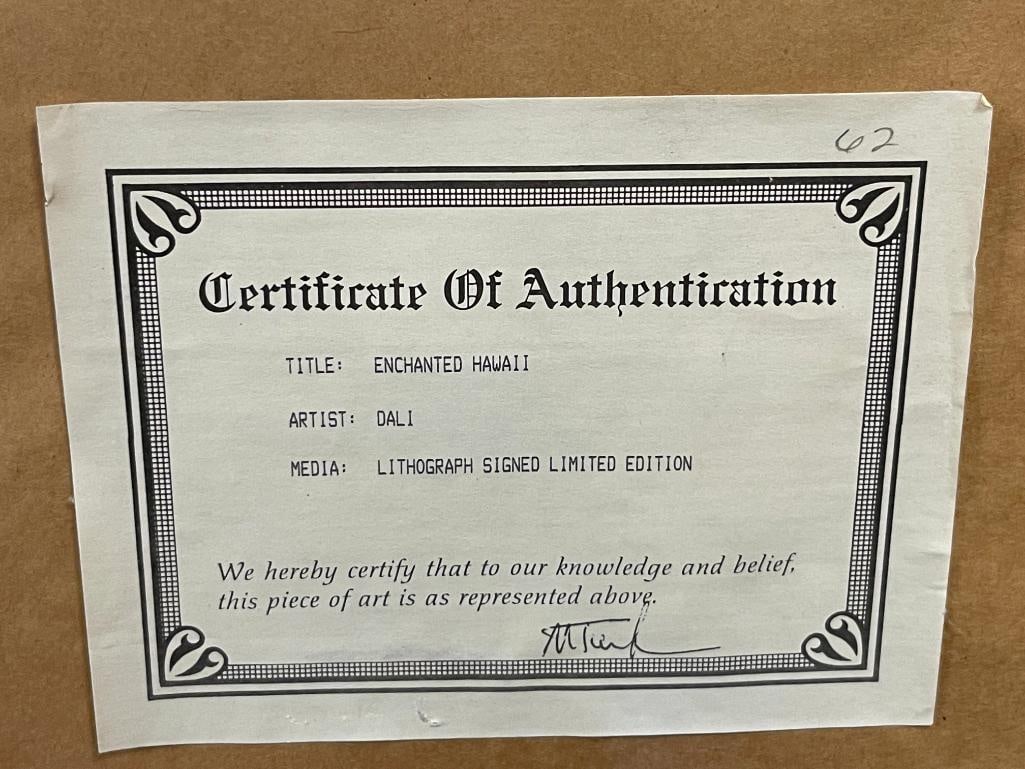 62
Certificate Of Authentication
TITLE: ENCHANTED HAWAII
ARTIST: DALI
MEDIA: LITHOGRAPH SIGNED LIMITED EDITION
We hereby certify that to our knowledge and belief,
this piece of art is as represented above.